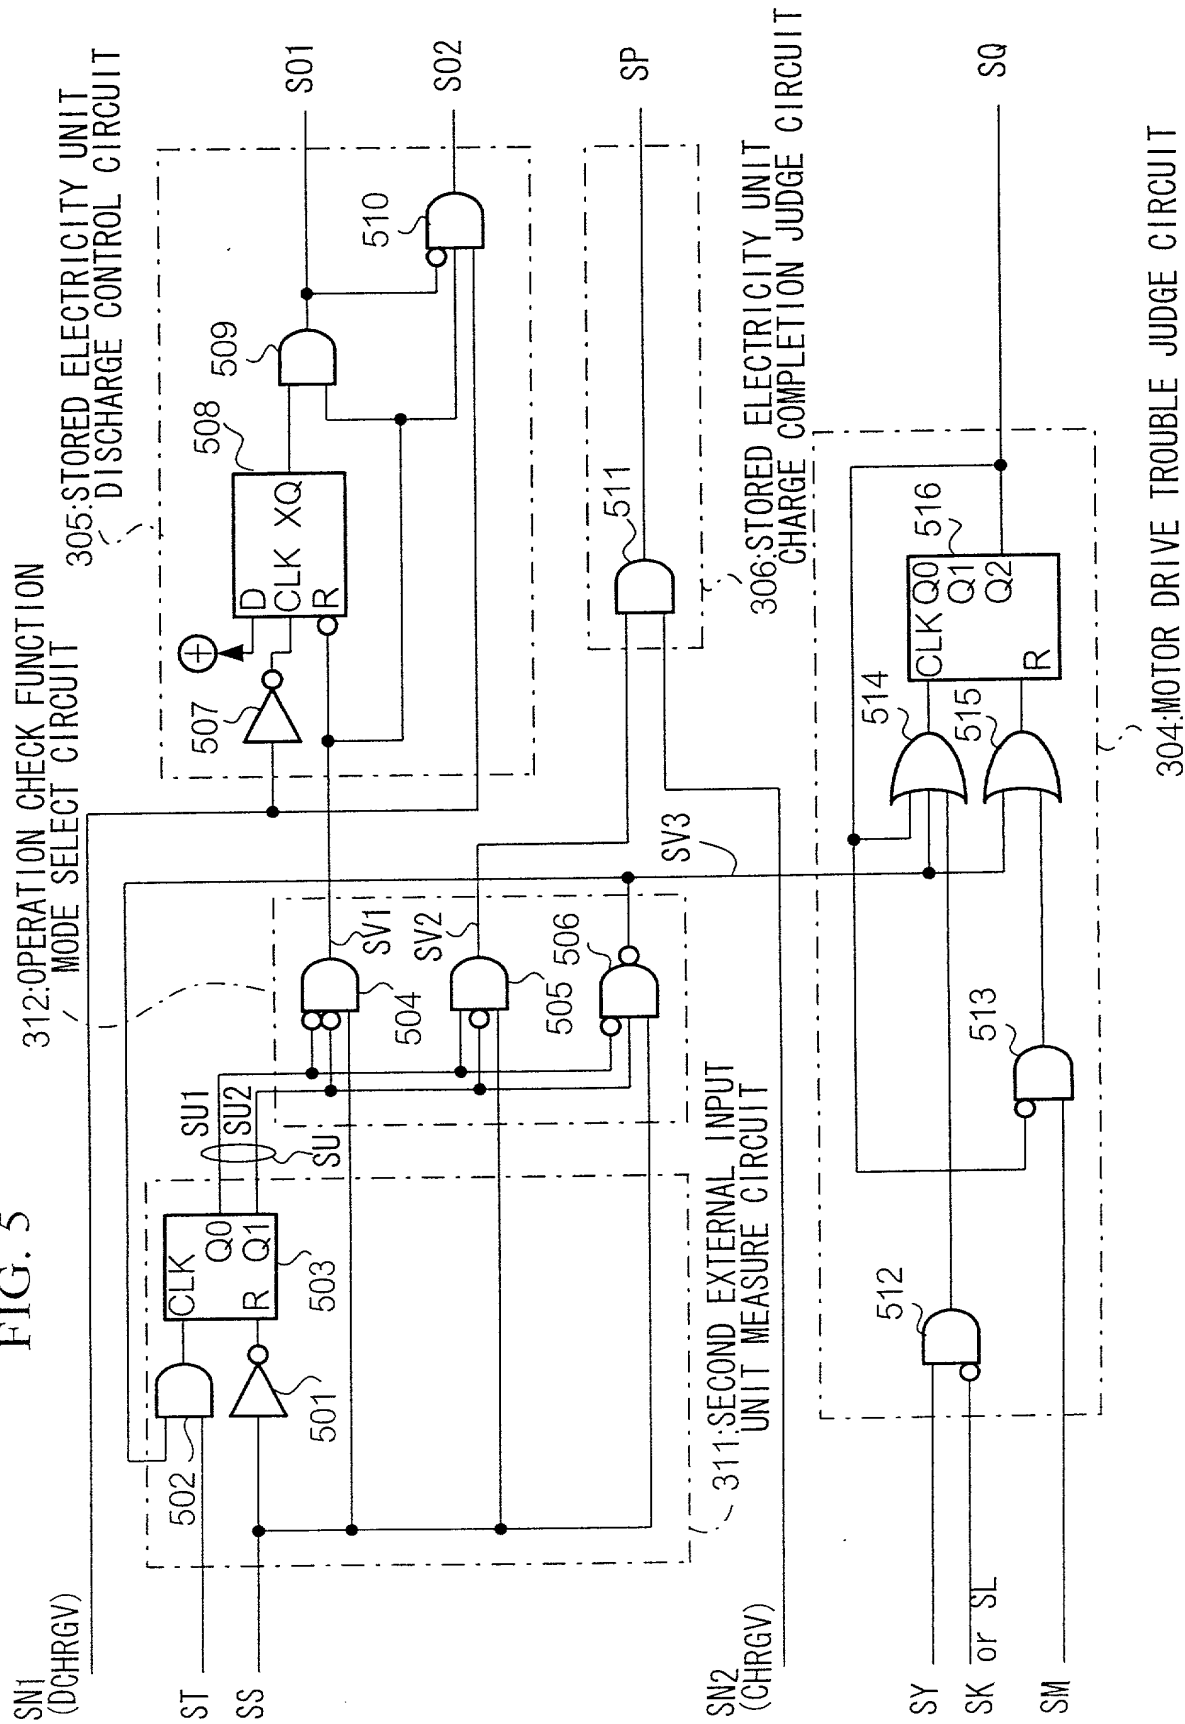 FIG. 5
SN1
(DCHRGV)
ST
SS
SN2
(CHRGV)
SY
SK or SL
SM
312:OPERATION CHECK FUNCTION
MODE SELECT CIRCUIT
305:STORED ELECTRICITY UNIT
DISCHARGE CONTROL CIRCUIT
502
501
CLK
R
Q0
Q1
503
SU1
SU2
SU
504
505
506
SV1
SV2
SV3
507
D
CLK
R
XQ
508
509
510
SO1
SO2
511
SP
306:STORED ELECTRICITY UNIT
CHARGE COMPLETION JUDGE CIRCUIT
311:SECOND EXTERNAL INPUT
UNIT MEASURE CIRCUIT
512
513
514
515
CLK
R
Q0
Q1
Q2
516
SQ
304:MOTOR DRIVE TROUBLE JUDGE CIRCUIT